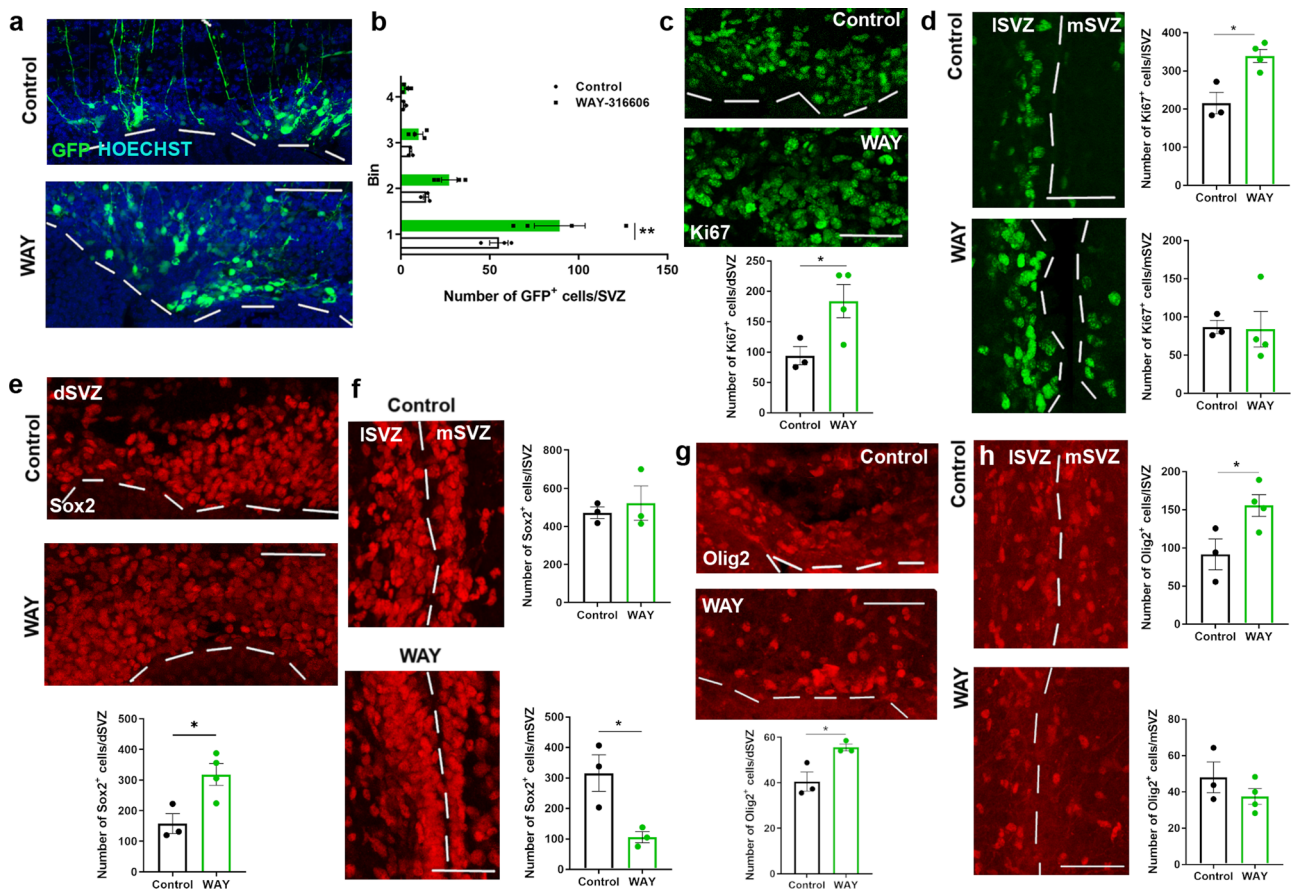 a
Control
GFP HOECHST
WAY
b
4
3
2
1
Bin
Control
WAY-316606
**
0
50
100
150
Number of GFP+ cells/SVZ
c
Control
WAY
Ki67
Number of Ki67+ cells/dSVZ
250
200
150
100
50
0
*
Control
WAY
d
Control
lSVZ
mSVZ
WAY
Number of Ki67+ cells/lSVZ
400
300
200
100
0
*
Control
WAY
Number of Ki67+ cells/mSVZ
200
150
100
50
0
Control
WAY
e
Control
dSVZ
Sox2
WAY
Number of Sox2+ cells/dSVZ
500
400
300
200
100
0
*
Control
WAY
f
Control
lSVZ
mSVZ
WAY
Number of Sox2+ cells/lSVZ
800
600
400
200
0
Control
WAY
Number of Sox2+ cells/mSVZ
500
400
300
200
100
0
*
Control
WAY
g
Control
Olig2
WAY
Number of Olig2+ cells/dSVZ
60
40
20
0
*
Control
WAY
h
Control
lSVZ
mSVZ
WAY
Number of Olig2+ cells/lSVZ
200
150
100
50
0
*
Control
WAY
Number of Olig2+ cells/mSVZ
80
60
40
20
0
Control
WAY